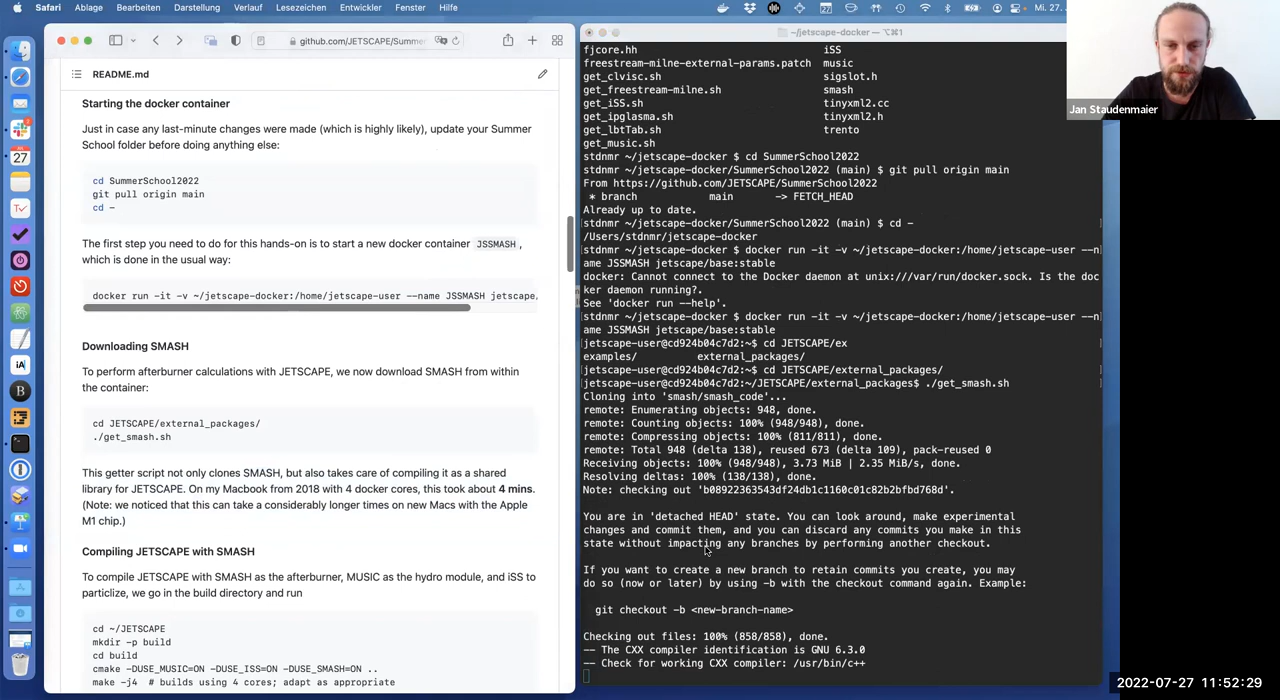 Safari Ablage Bearbeiten Darstellung Verlauf Lesezeichen Entwickler Fenster Hilfe
27 Mi. 27.
github.com/JETSCAPE/Summe
README.md
Starting the docker container
Just in case any last-minute changes were made (which is highly likely), update your Summer
School folder before doing anything else:
cd SummerSchool2022
git pull origin main
cd -
The first step you need to do for this hands-on is to start a new docker container JSSMASH ,
which is done in the usual way:
docker run -it -v ~/jetscape-docker:/home/jetscape-user --name JSSMASH jetscape/
Downloading SMASH
To perform afterburner calculations with JETSCAPE, we now download SMASH from within
the container:
cd JETSCAPE/external_packages/
./get_smash.sh
This getter script not only clones SMASH, but also takes care of compiling it as a shared
library for JETSCAPE. On my Macbook from 2018 with 4 docker cores, this took about 4 mins.
(Note: we noticed that this can take a considerably longer times on new Macs with the Apple
M1 chip.)
Compiling JETSCAPE with SMASH
To compile JETSCAPE with SMASH as the afterburner, MUSIC as the hydro module, and iSS to
particlize, we go in the build directory and run
cd ~/JETSCAPE
mkdir -p build
cd build
cmake -DUSE_MUSIC=ON -DUSE_ISS=ON -DUSE_SMASH=ON ..
make -j4 # builds using 4 cores; adapt as appropriate
~/jetscape-docker — ⌥⌘1
fjcore.hh iSS
freestream-milne-external-params.patch music
get_clvisc.sh sigslot.h
get_freestream-milne.sh smash
get_iSS.sh tinyxml2.cc
get_ipglasma.sh tinyxml2.h
get_lbtTab.sh trento
get_music.sh
stdnmr ~/jetscape-docker $ cd SummerSchool2022
stdnmr ~/jetscape-docker/SummerSchool2022 (main) $ git pull origin main
From https://github.com/JETSCAPE/SummerSchool2022
* branch main -> FETCH_HEAD
Already up to date.
stdnmr ~/jetscape-docker/SummerSchool2022 (main) $ cd -
/Users/stdnmr/jetscape-docker
stdnmr ~/jetscape-docker $ docker run -it -v ~/jetscape-docker:/home/jetscape-user --n
ame JSSMASH jetscape/base:stable
docker: Cannot connect to the Docker daemon at unix:///var/run/docker.sock. Is the doc
ker daemon running?.
See 'docker run --help'.
stdnmr ~/jetscape-docker $ docker run -it -v ~/jetscape-docker:/home/jetscape-user --n
ame JSSMASH jetscape/base:stable
jetscape-user@cd924b04c7d2:~$ cd JETSCAPE/ex
examples/ external_packages/
jetscape-user@cd924b04c7d2:~$ cd JETSCAPE/external_packages/
jetscape-user@cd924b04c7d2:~/JETSCAPE/external_packages$ ./get_smash.sh
Cloning into 'smash/smash_code'...
remote: Enumerating objects: 948, done.
remote: Counting objects: 100% (948/948), done.
remote: Compressing objects: 100% (811/811), done.
remote: Total 948 (delta 138), reused 673 (delta 109), pack-reused 0
Receiving objects: 100% (948/948), 3.73 MiB | 2.35 MiB/s, done.
Resolving deltas: 100% (138/138), done.
Note: checking out 'b08922363543df24db1c1160c01c82b2bfbd768d'.
You are in 'detached HEAD' state. You can look around, make experimental
changes and commit them, and you can discard any commits you make in this
state without impacting any branches by performing another checkout.
If you want to create a new branch to retain commits you create, you may
do so (now or later) by using -b with the checkout command again. Example:
git checkout -b <new-branch-name>
Checking out files: 100% (858/858), done.
-- The CXX compiler identification is GNU 6.3.0
-- Check for working CXX compiler: /usr/bin/c++
Jan Staudenmaier
27
iA
B
2022-07-27 11:52:29